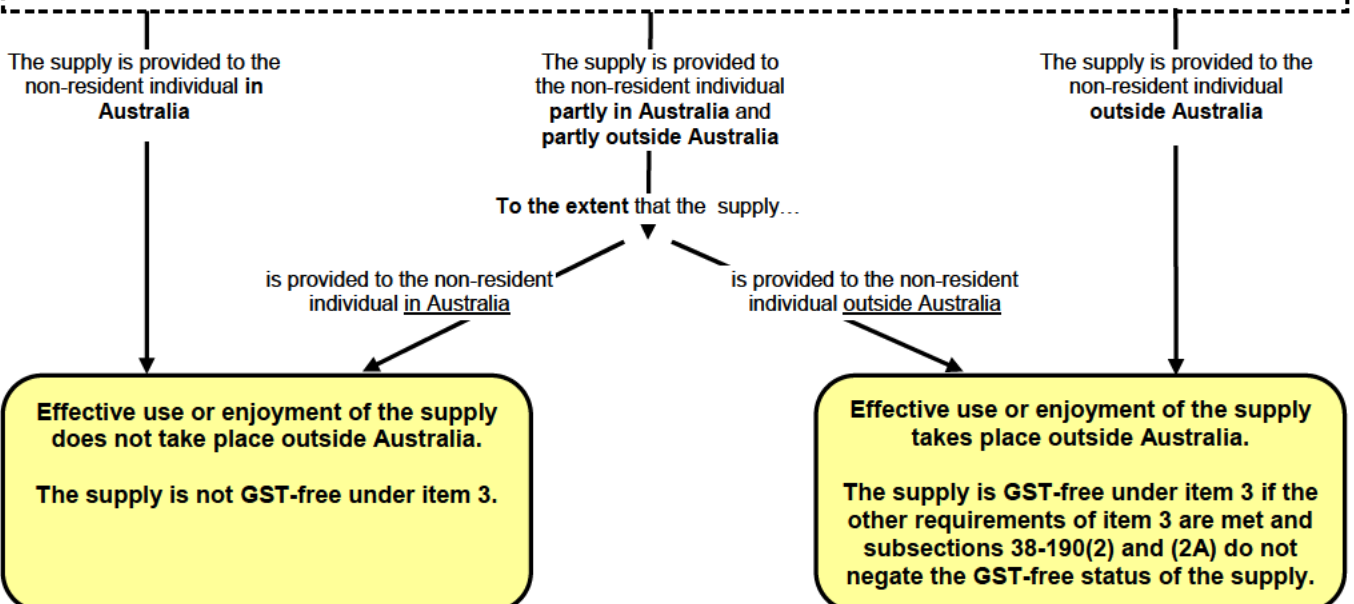 The supply is provided to the
non-resident individual in
Australia
The supply is provided to
the non-resident individual
partly in Australia and
partly outside Australia
The supply is provided to the
non-resident individual
outside Australia
To the extent that the  supply…
is provided to the non-resident
individual in Australia
is provided to the non-resident
individual outside Australia
Effective use or enjoyment of the supply
does not take place outside Australia.
The supply is not GST-free under item 3.
Effective use or enjoyment of the supply
takes place outside Australia.
The supply is GST-free under item 3 if the
other requirements of item 3 are met and
subsections 38-190(2) and (2A) do not
negate the GST-free status of the supply.